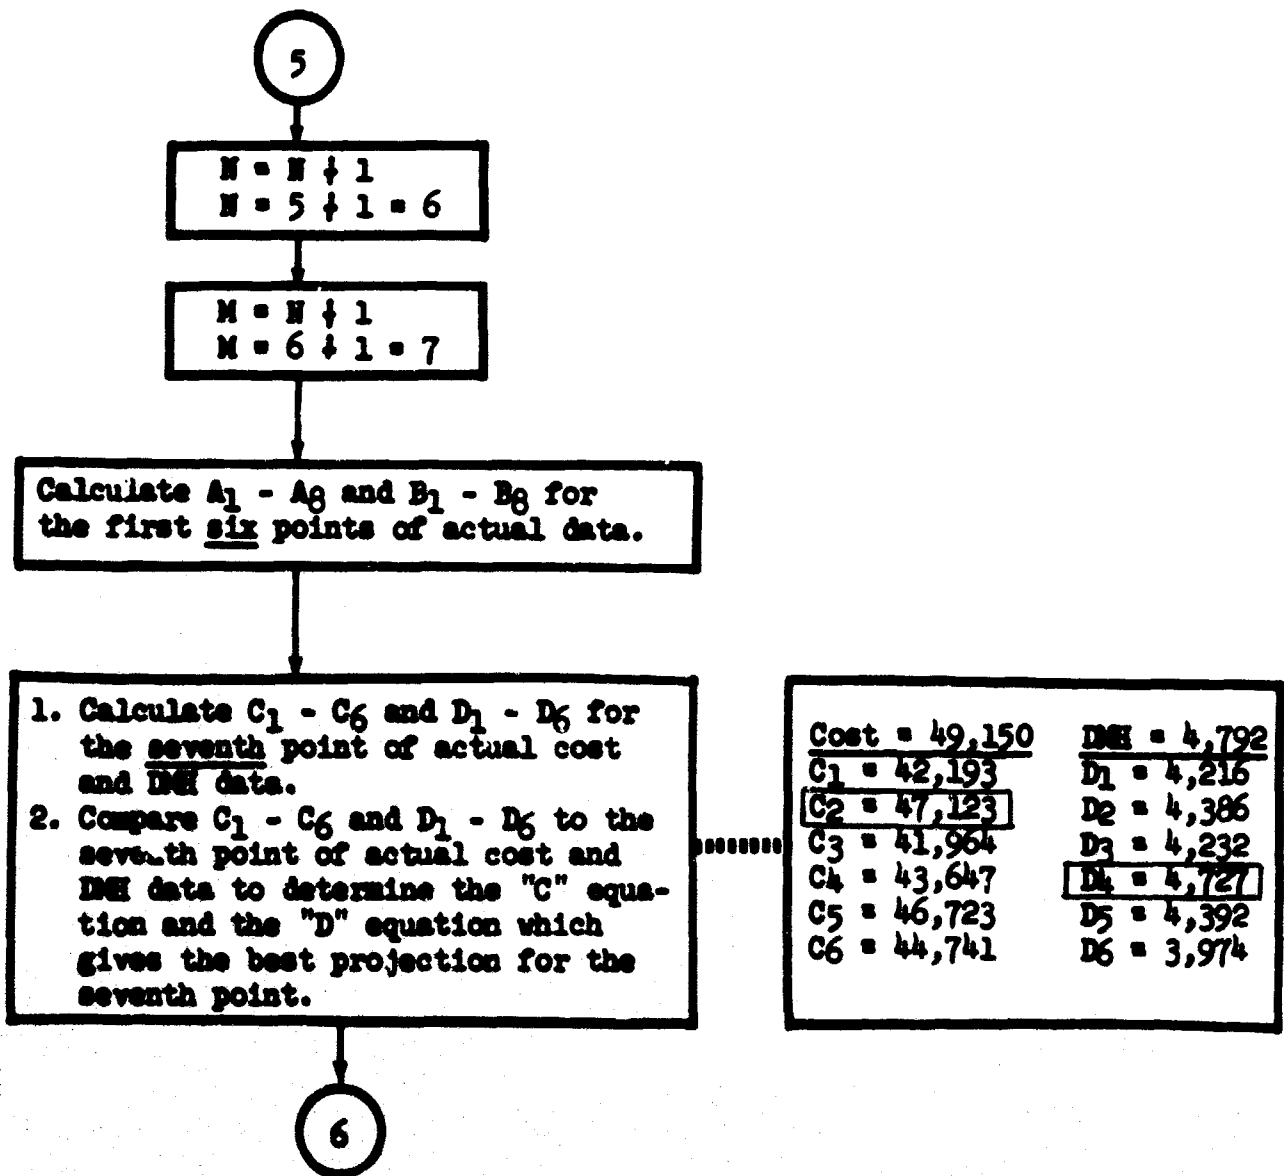 5
N = N + 1
N = 5 + 1 = 6
M = N + 1
M = 6 + 1 = 7
Calculate A1 - A8 and B1 - B8 for
the first six points of actual data.
1. Calculate C1 - C6 and D1 - D6 for
the seventh point of actual cost
and DMH data.
2. Compare C1 - C6 and D1 - D6 to the
seventh point of actual cost and
DMH data to determine the "C" equa-
tion and the "D" equation which
gives the best projection for the
seventh point.
Cost = 49,150 DMH = 4,792
C1 = 42,193 D1 = 4,216
C2 = 47,123 D2 = 4,386
C3 = 41,964 D3 = 4,232
C4 = 43,647 D4 = 4,727
C5 = 46,723 D5 = 4,392
C6 = 44,741 D6 = 3,974
6